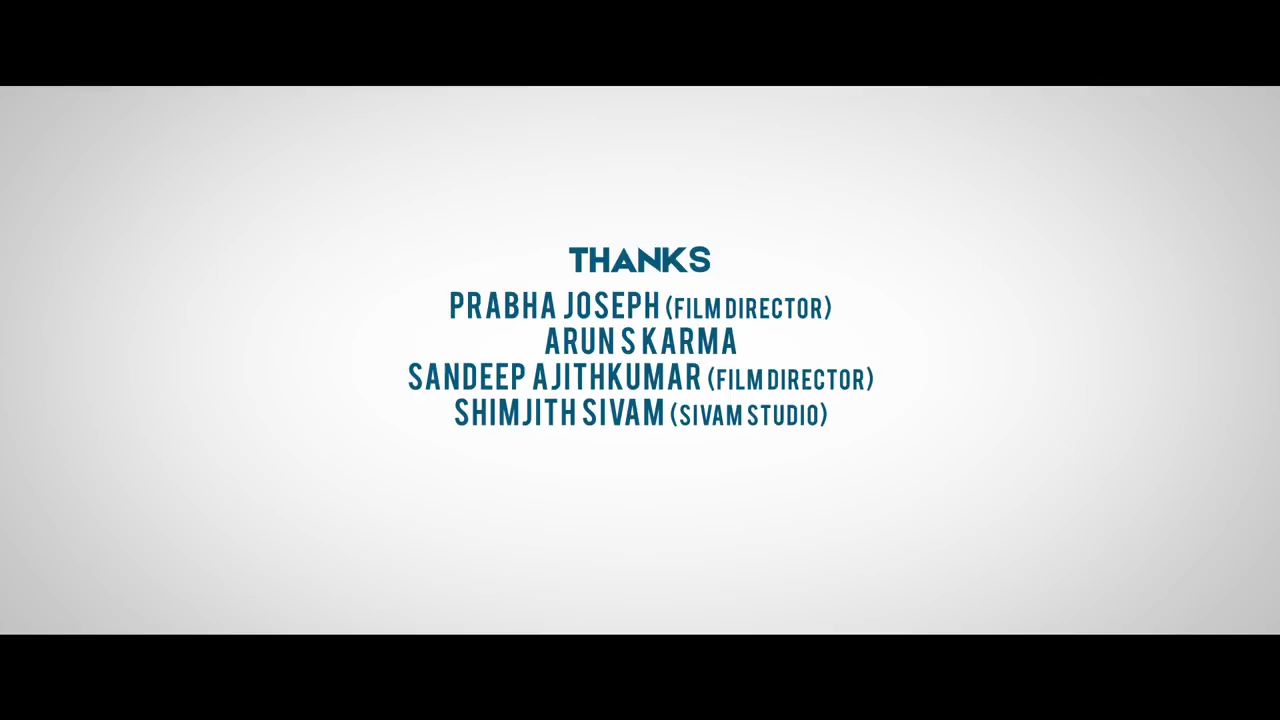 THANKS
PRABHA JOSEPH (FILM DIRECTOR)
ARUN S KARMA
SANDEEP AJITHKUMAR (FILM DIRECTOR)
SHIMJITH SIVAM (SIVAM STUDIO)